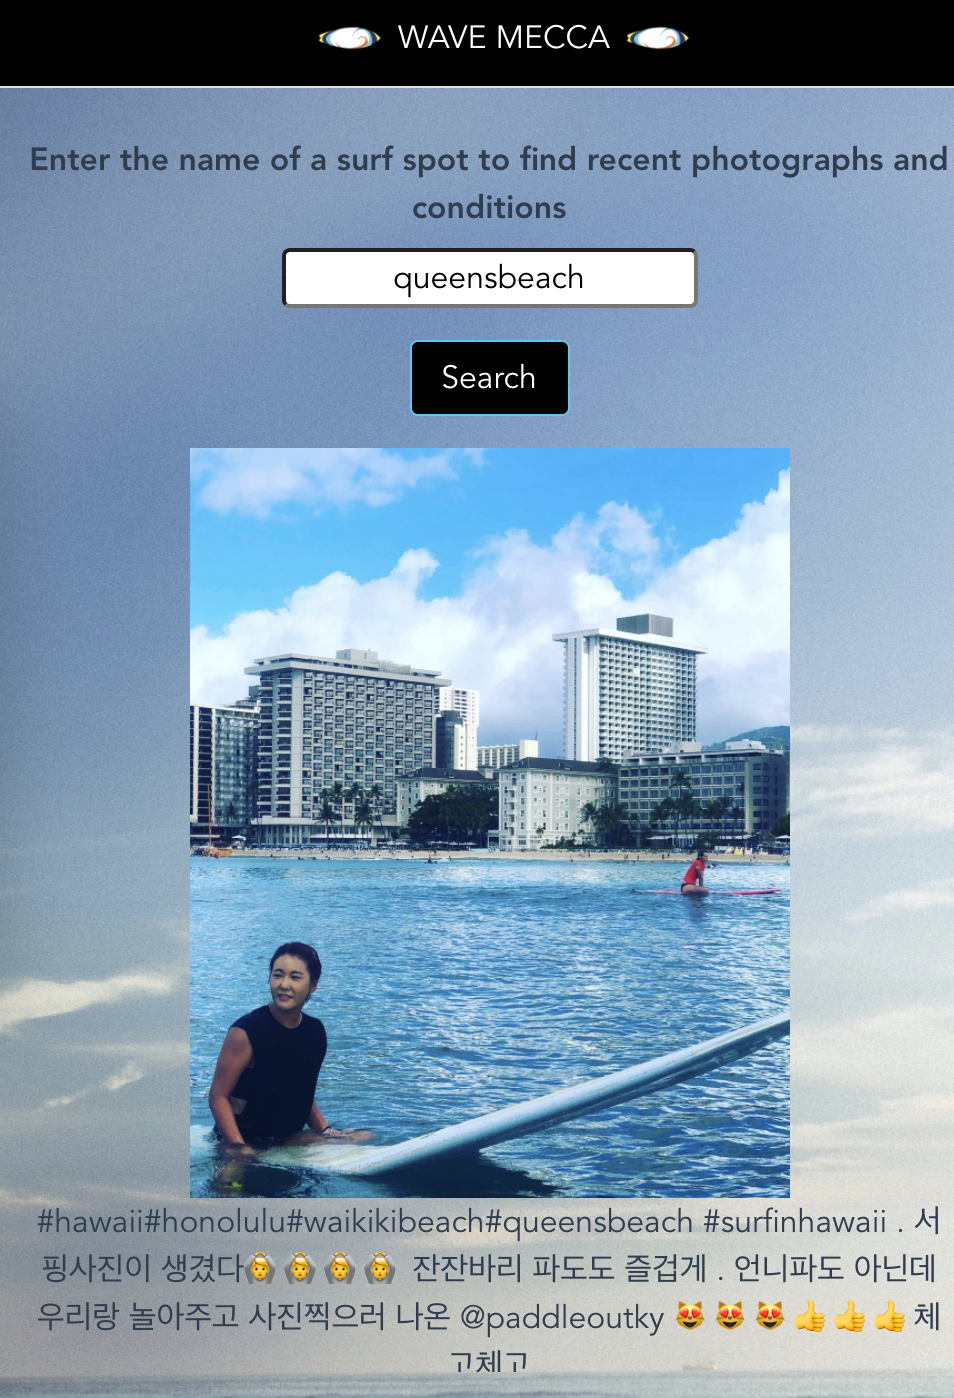 WAVE MECCA
Enter the name of a surf spot to find recent photographs and
conditions
queensbeach
Search
#hawaii#honolulu#waikikibeach#queensbeach #surfinhawaii . 서
핑사진이 생겼다🙆🙆🙆🙆 잔잔바리 파도도 즐겁게 . 언니파도 아닌데
우리랑 놀아주고 사진찍으러 나온 @paddleoutky 😻😻😻👍👍👍체
고체고